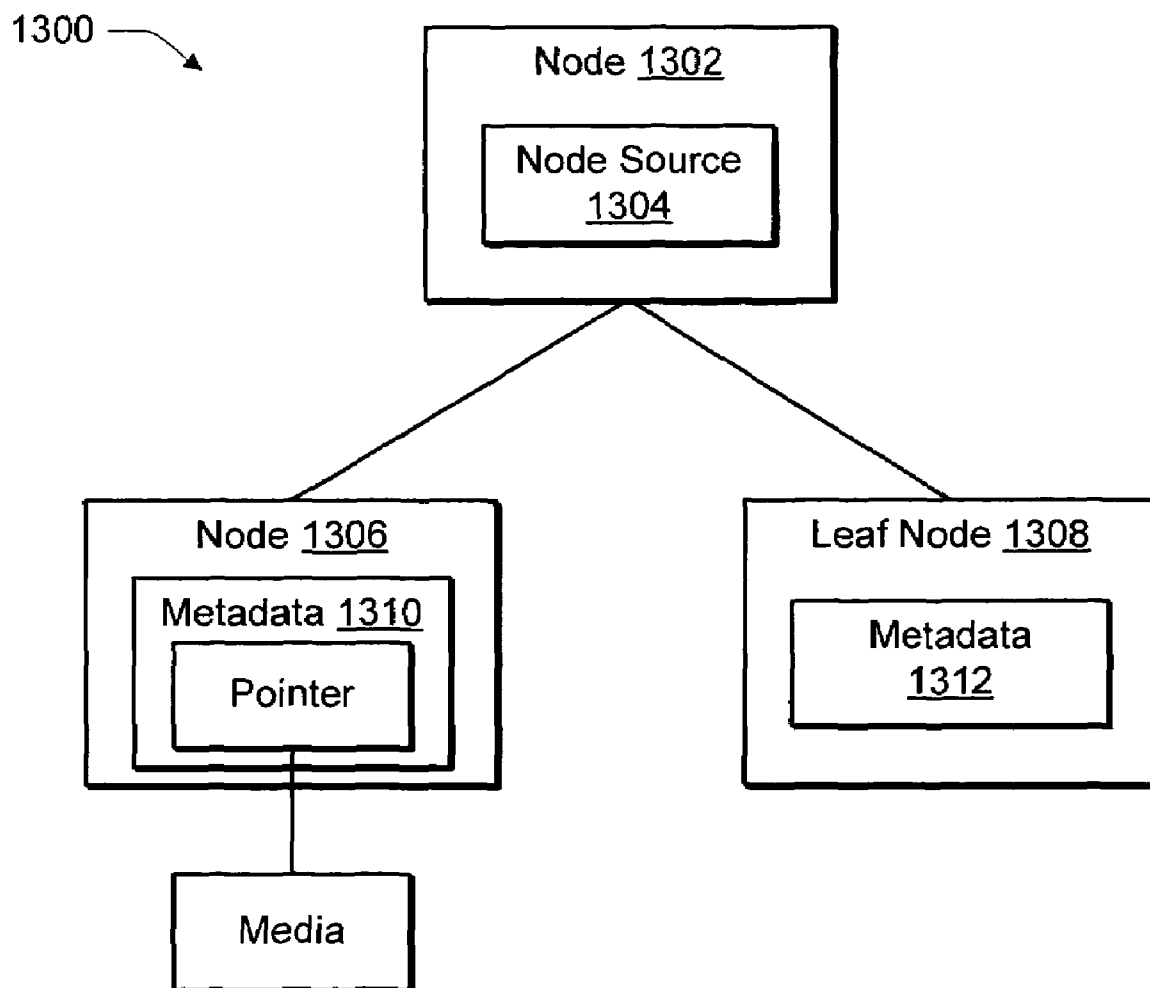 1300
Node 1302
Node Source
1304
Node 1306
Metadata 1310
Pointer
Media
Leaf Node 1308
Metadata
1312